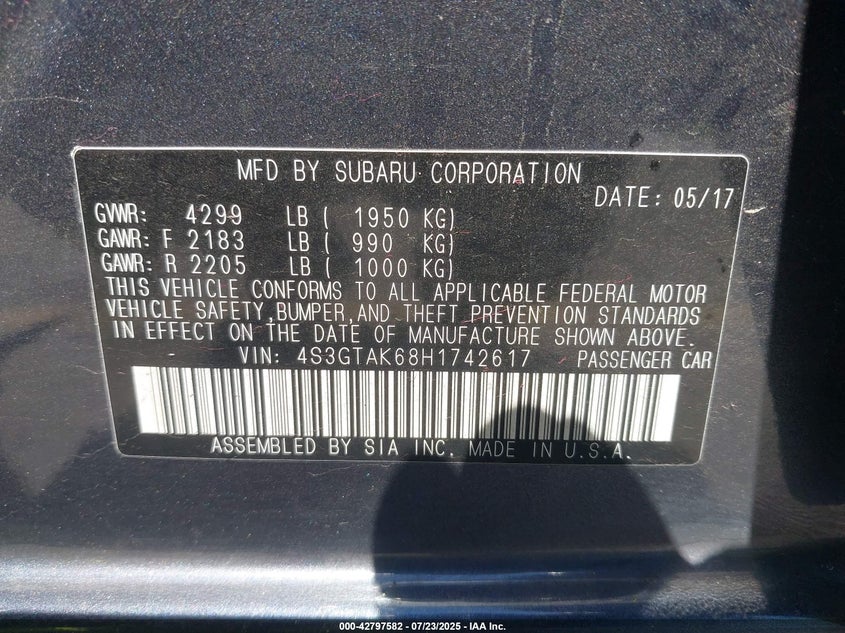 MFD BY SUBARU CORPORATION
DATE: 05/17
GVWR: 4299 LB ( 1950 KG)
GAWR: F 2183 LB ( 990 KG)
GAWR: R 2205 LB ( 1000 KG)
THIS VEHICLE CONFORMS TO ALL APPLICABLE FEDERAL MOTOR
VEHICLE SAFETY, BUMPER, AND THEFT PREVENTION STANDARDS
IN EFFECT ON THE DATE OF MANUFACTURE SHOWN ABOVE.
VIN: 4S3GTAK68H1742617 PASSENGER CAR
ASSEMBLED BY SIA INC. MADE IN U.S.A.
000-42797582 - 07/23/2025 - IAA Inc.